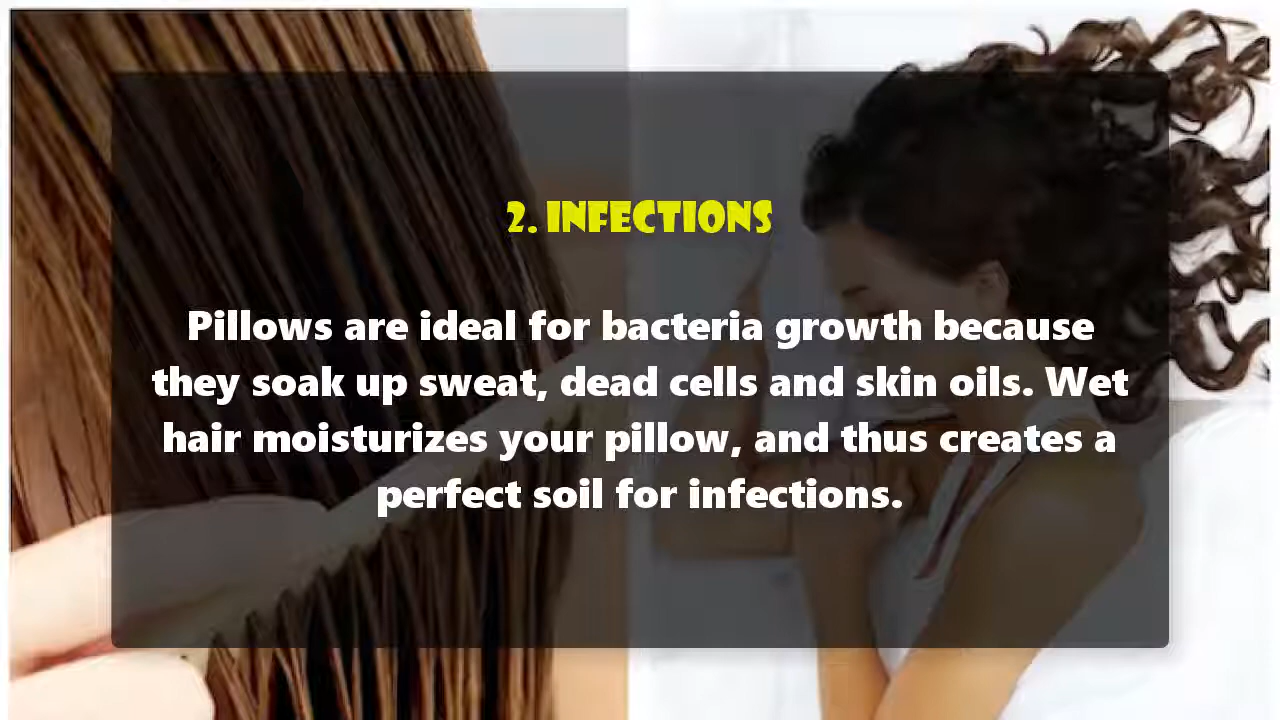 2. INFECTIONS
Pillows are ideal for bacteria growth because
they soak up sweat, dead cells and skin oils. Wet
hair moisturizes your pillow, and thus creates a
perfect soil for infections.